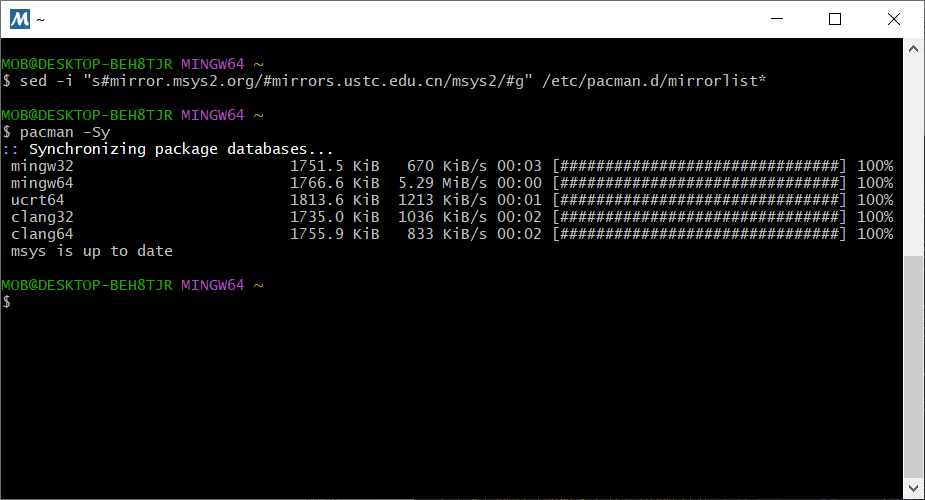 M ~
MOB@DESKTOP-BEH8TJR MINGW64 ~
$ sed -i "s#mirror.msys2.org/#mirrors.ustc.edu.cn/msys2/#g" /etc/pacman.d/mirrorlist*
MOB@DESKTOP-BEH8TJR MINGW64 ~
$ pacman -Sy
:: Synchronizing package databases...
mingw32 1751.5 KiB 670 KiB/s 00:03 [###############################] 100%
mingw64 1766.6 KiB 5.29 MiB/s 00:00 [###############################] 100%
ucrt64 1813.6 KiB 1213 KiB/s 00:01 [###############################] 100%
clang32 1735.0 KiB 1036 KiB/s 00:02 [###############################] 100%
clang64 1755.9 KiB 833 KiB/s 00:02 [###############################] 100%
msys is up to date
MOB@DESKTOP-BEH8TJR MINGW64 ~
$